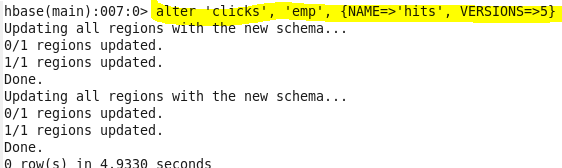 hbase(main):007:0> alter 'clicks', 'emp', {NAME=>'hits', VERSIONS=>5}
Updating all regions with the new schema...
0/1 regions updated.
1/1 regions updated.
Done.
Updating all regions with the new schema...
0/1 regions updated.
1/1 regions updated.
Done.
0 row(s) in 4.9330 seconds